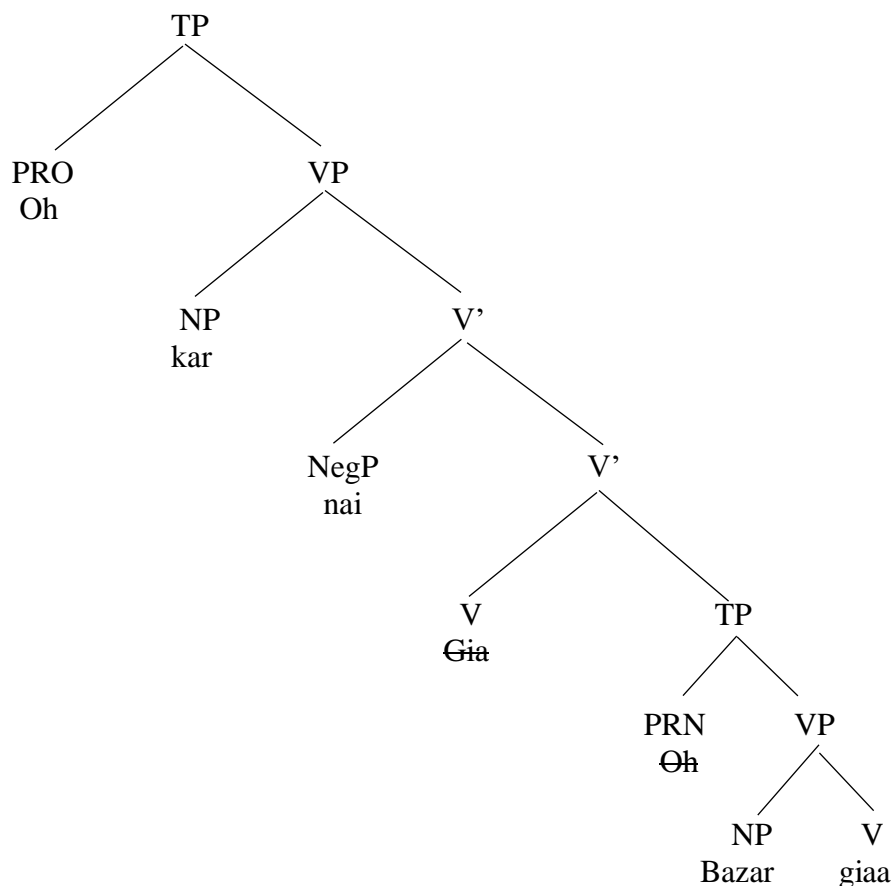 TP
PRO VP
Oh
NP V’
kar
NegP V’
nai
V TP
Gia
PRN VP
Oh
NP V
Bazar giaa